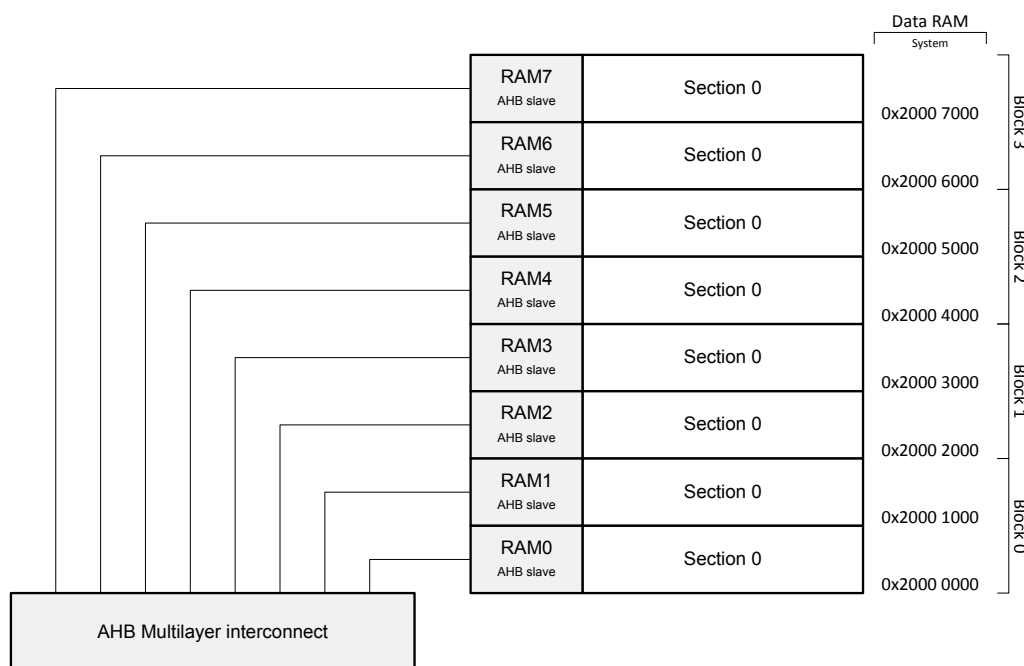 Data RAM
System
RAM7
AHB slave
Section 0
0x2000 7000
Block 3
RAM6
AHB slave
Section 0
0x2000 6000
RAM5
AHB slave
Section 0
0x2000 5000
Block 2
RAM4
AHB slave
Section 0
0x2000 4000
RAM3
AHB slave
Section 0
0x2000 3000
Block 1
RAM2
AHB slave
Section 0
0x2000 2000
RAM1
AHB slave
Section 0
0x2000 1000
Block 0
RAM0
AHB slave
Section 0
0x2000 0000
AHB Multilayer interconnect